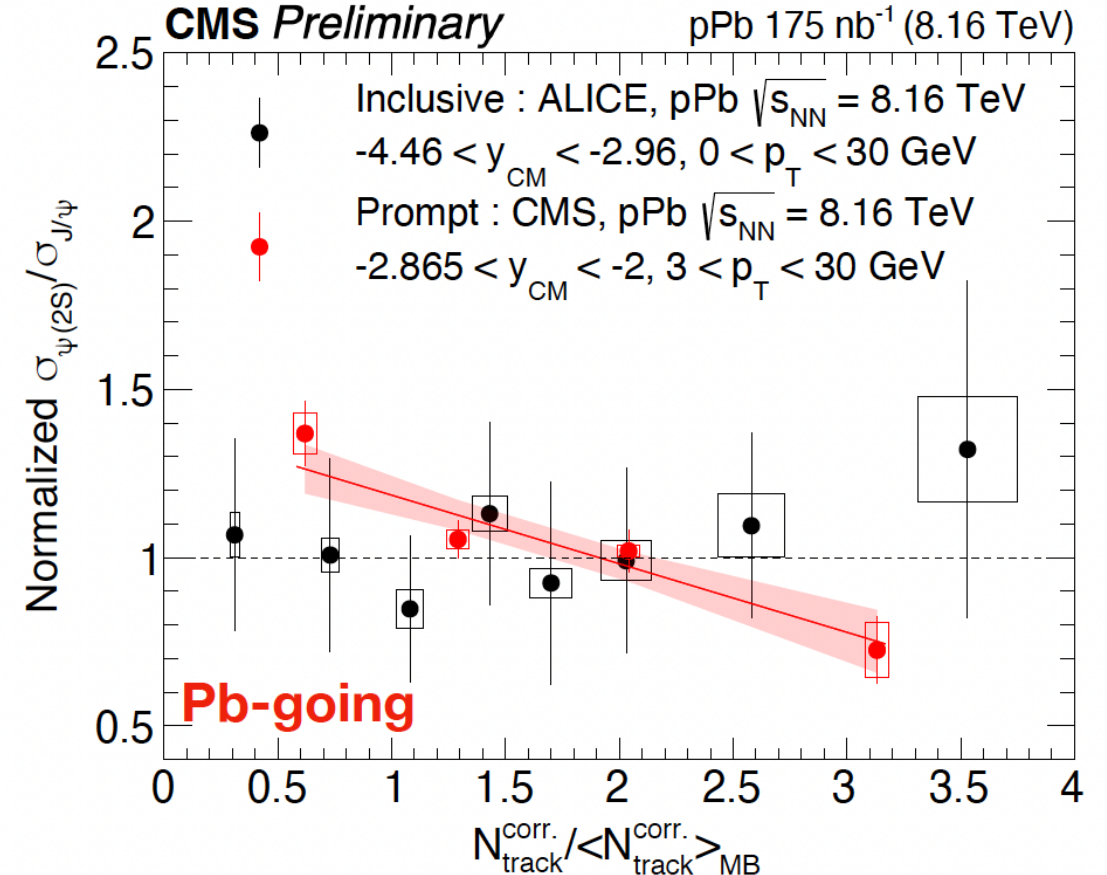 CMS Preliminary pPb 175 nb⁻¹ (8.16 TeV)
Inclusive : ALICE, pPb √s_NN = 8.16 TeV
-4.46 < y_CM < -2.96, 0 < p_T < 30 GeV
Prompt : CMS, pPb √s_NN = 8.16 TeV
-2.865 < y_CM < -2, 3 < p_T < 30 GeV
Normalized σ_ψ(2S)/σ_J/ψ
2.5
2
1.5
1
0.5
Pb-going
0 0.5 1 1.5 2 2.5 3 3.5 4
N_track^corr./<N_track^corr.>_MB